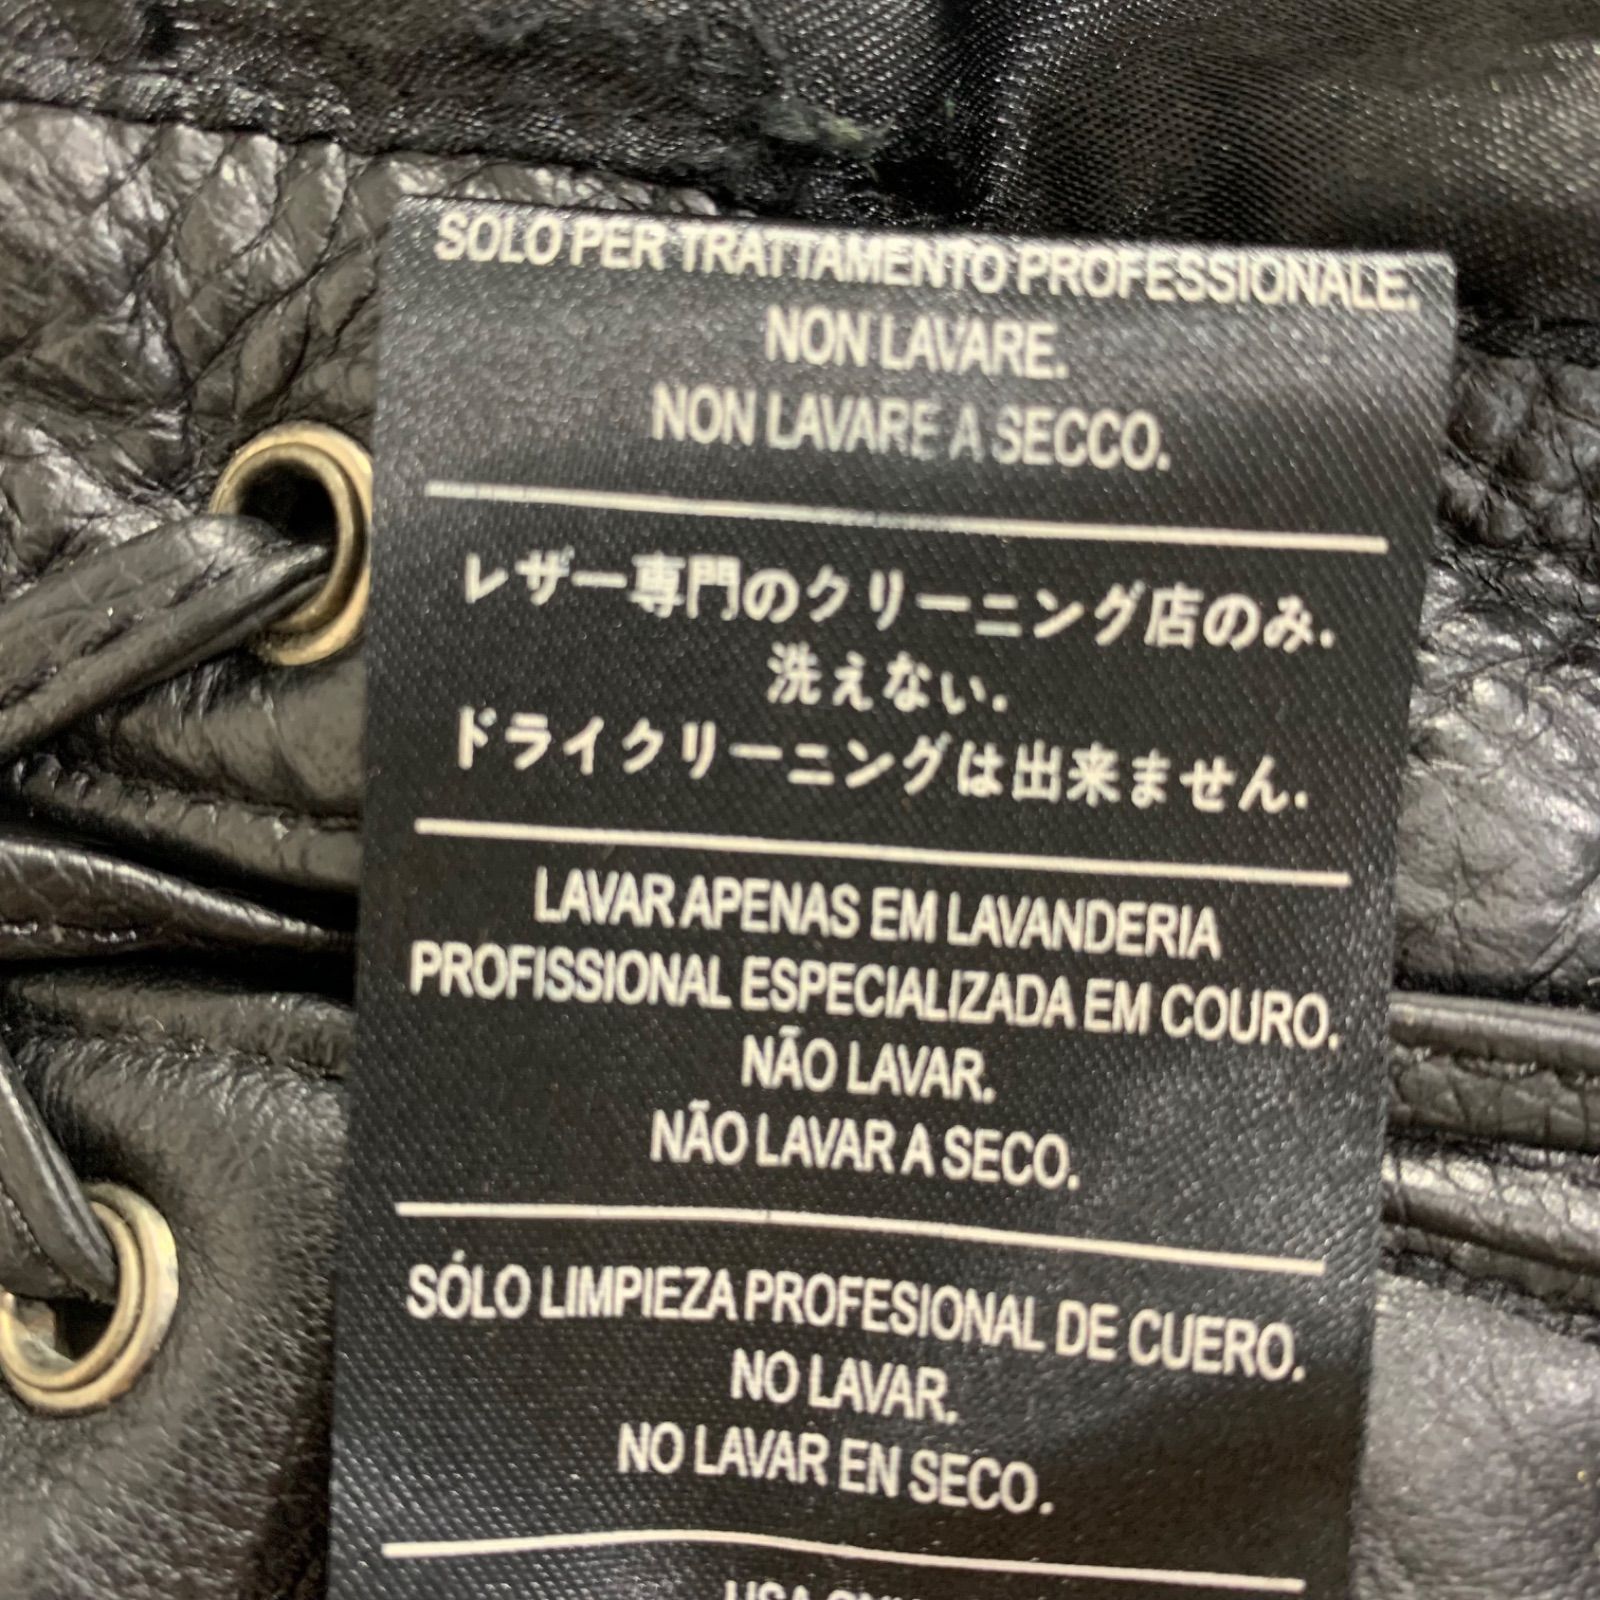 SOLO PER TRATTAMENTO PROFESSIONALE.
NON LAVARE.
NON LAVARE A SECCO.
レザー専門のクリーニング店のみ.
洗えない.
ドライクリーニングは出来ません.
LAVAR APENAS EM LAVANDERIA
PROFISSIONAL ESPECIALIZADA EM COURO.
NÃO LAVAR.
NÃO LAVAR A SECO.
SÓLO LIMPIEZA PROFESIONAL DE CUERO.
NO LAVAR.
NO LAVAR EN SECO.
USA